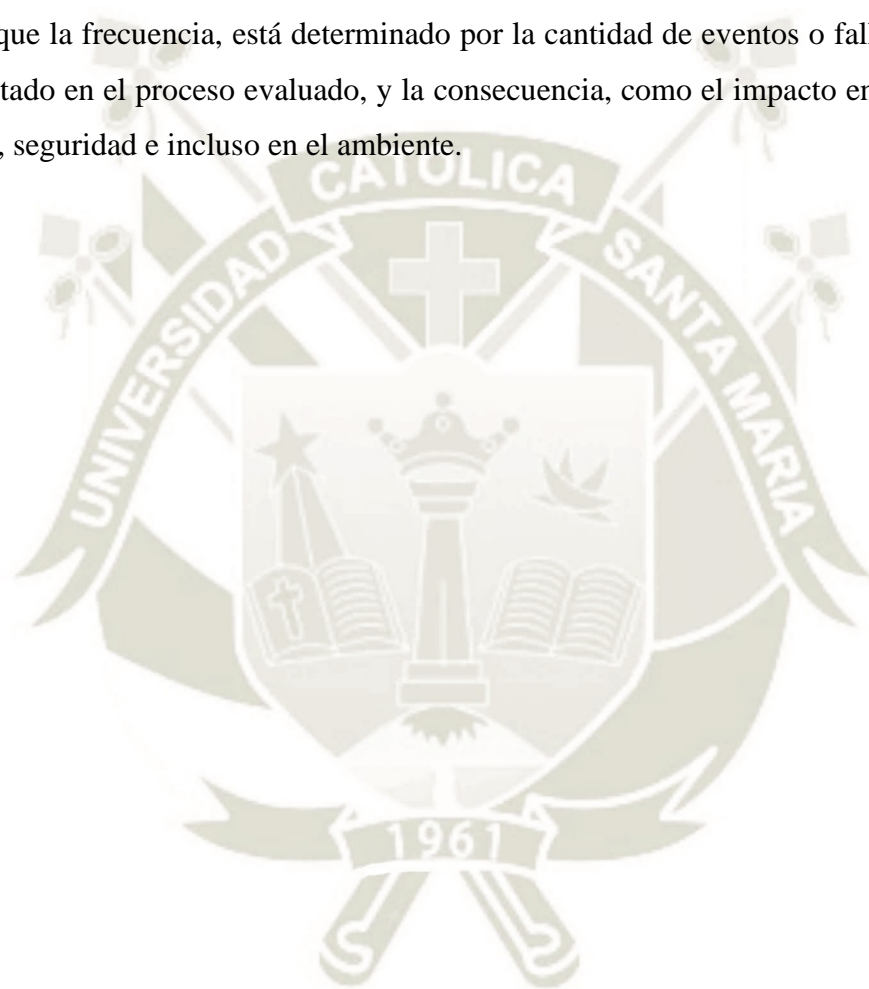 que la frecuencia, está determinado por la cantidad de eventos o fall
tado en el proceso evaluado, y la consecuencia, como el impacto en
, seguridad e incluso en el ambiente.
UNIVERSIDAD CATOLICA SANTA MARIA
1961